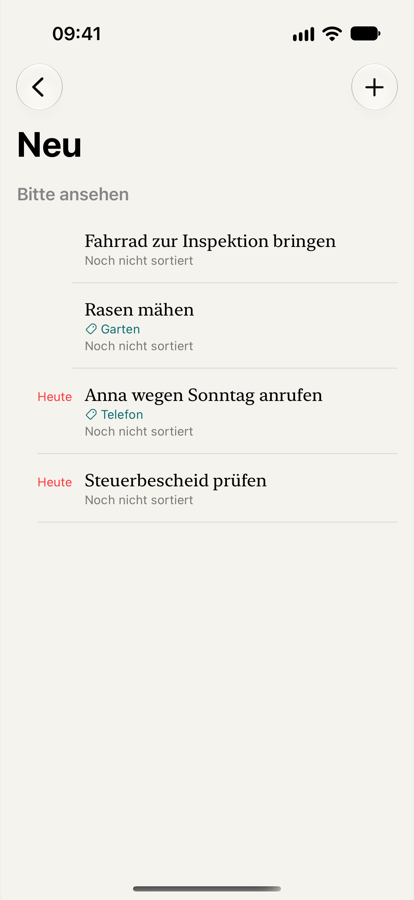 09:41
Neu
Bitte ansehen
Fahrrad zur Inspektion bringen
Noch nicht sortiert
Rasen mähen
Garten
Noch nicht sortiert
Heute Anna wegen Sonntag anrufen
Telefon
Noch nicht sortiert
Heute Steuerbescheid prüfen
Noch nicht sortiert